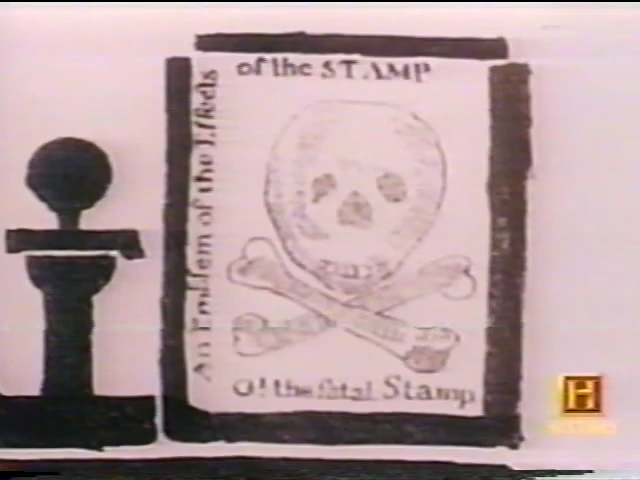 An Emblem of the Effects
of the STAMP
O! the fatal Stamp
H